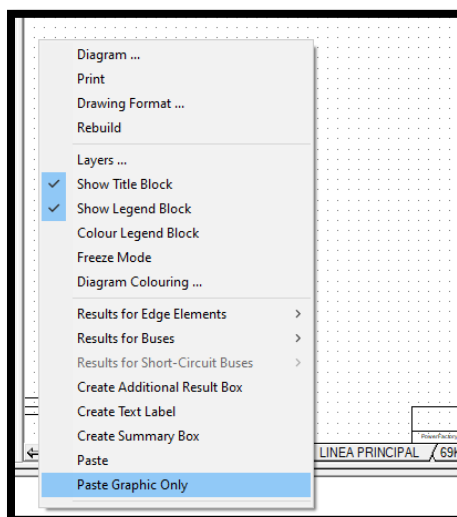 Diagram ...
Print
Drawing Format ...
Rebuild
Layers ...
Show Title Block
Show Legend Block
Colour Legend Block
Freeze Mode
Diagram Colouring ...
Results for Edge Elements
Results for Buses
Results for Short-Circuit Buses
Create Additional Result Box
Create Text Label
Create Summary Box
PowerFactory
LINEA PRINCIPAL
69K
Paste
Paste Graphic Only